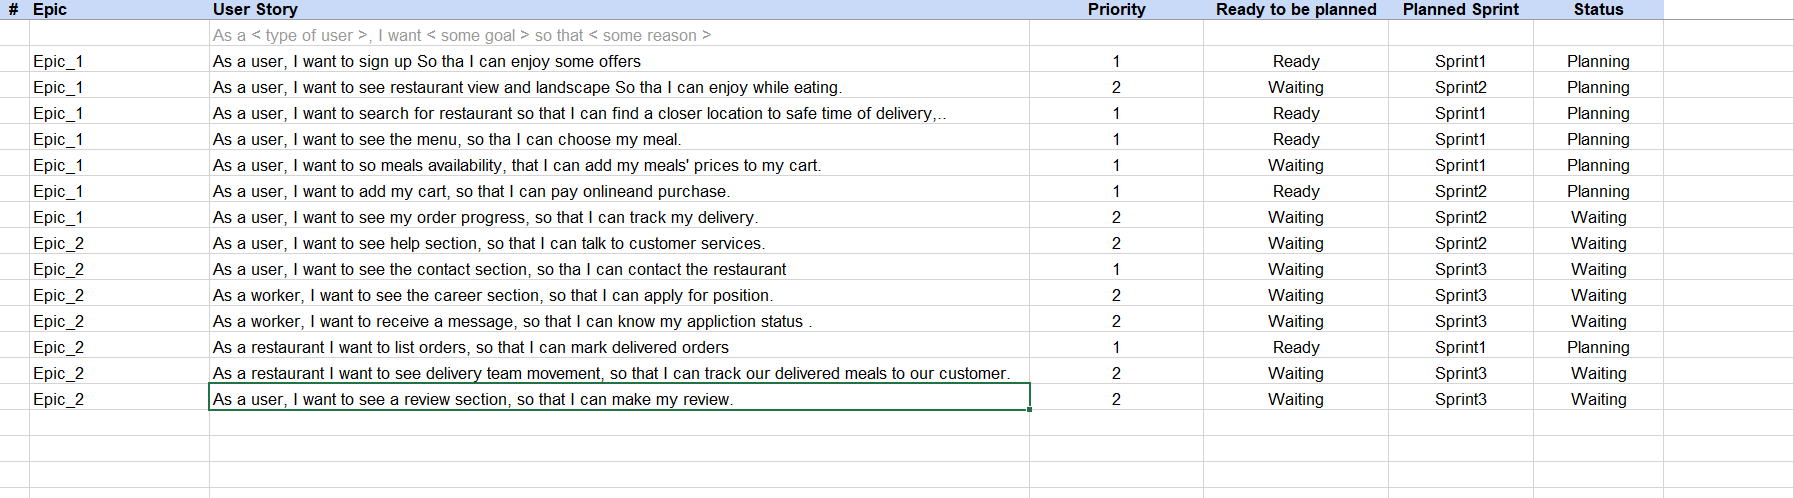 # Epic User Story Priority Ready to be planned Planned Sprint Status
As a < type of user >, I want < some goal > so that < some reason >
Epic_1 As a user, I want to sign up So tha I can enjoy some offers 1 Ready Sprint1 Planning
Epic_1 As a user, I want to see restaurant view and landscape So tha I can enjoy while eating. 2 Waiting Sprint2 Planning
Epic_1 As a user, I want to search for restaurant so that I can find a closer location to safe time of delivery,.. 1 Ready Sprint1 Planning
Epic_1 As a user, I want to see the menu, so tha I can choose my meal. 1 Ready Sprint1 Planning
Epic_1 As a user, I want to so meals availability, that I can add my meals' prices to my cart. 1 Waiting Sprint1 Planning
Epic_1 As a user, I want to add my cart, so that I can pay onlineand purchase. 1 Ready Sprint2 Planning
Epic_1 As a user, I want to see my order progress, so that I can track my delivery. 2 Waiting Sprint2 Waiting
Epic_2 As a user, I want to see help section, so that I can talk to customer services. 2 Waiting Sprint2 Waiting
Epic_2 As a user, I want to see the contact section, so tha I can contact the restaurant 1 Waiting Sprint3 Waiting
Epic_2 As a worker, I want to see the career section, so that I can apply for position. 2 Waiting Sprint3 Waiting
Epic_2 As a worker, I want to receive a message, so that I can know my appliction status . 2 Waiting Sprint3 Waiting
Epic_2 As a restaurant I want to list orders, so that I can mark delivered orders 1 Ready Sprint1 Planning
Epic_2 As a restaurant I want to see delivery team movement, so that I can track our delivered meals to our customer. 2 Waiting Sprint3 Waiting
Epic_2 As a user, I want to see a review section, so that I can make my review. 2 Waiting Sprint3 Waiting